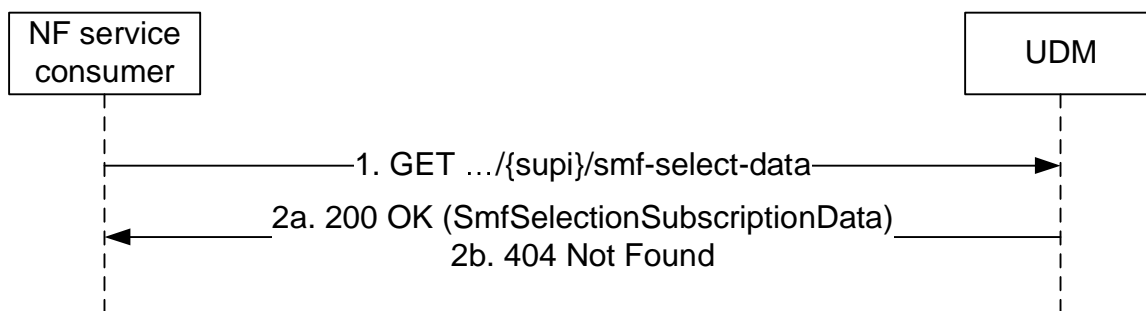 NF service
consumer
UDM
1. GET …/{supi}/smf-select-data
2a. 200 OK (SmfSelectionSubscriptionData)
2b. 404 Not Found